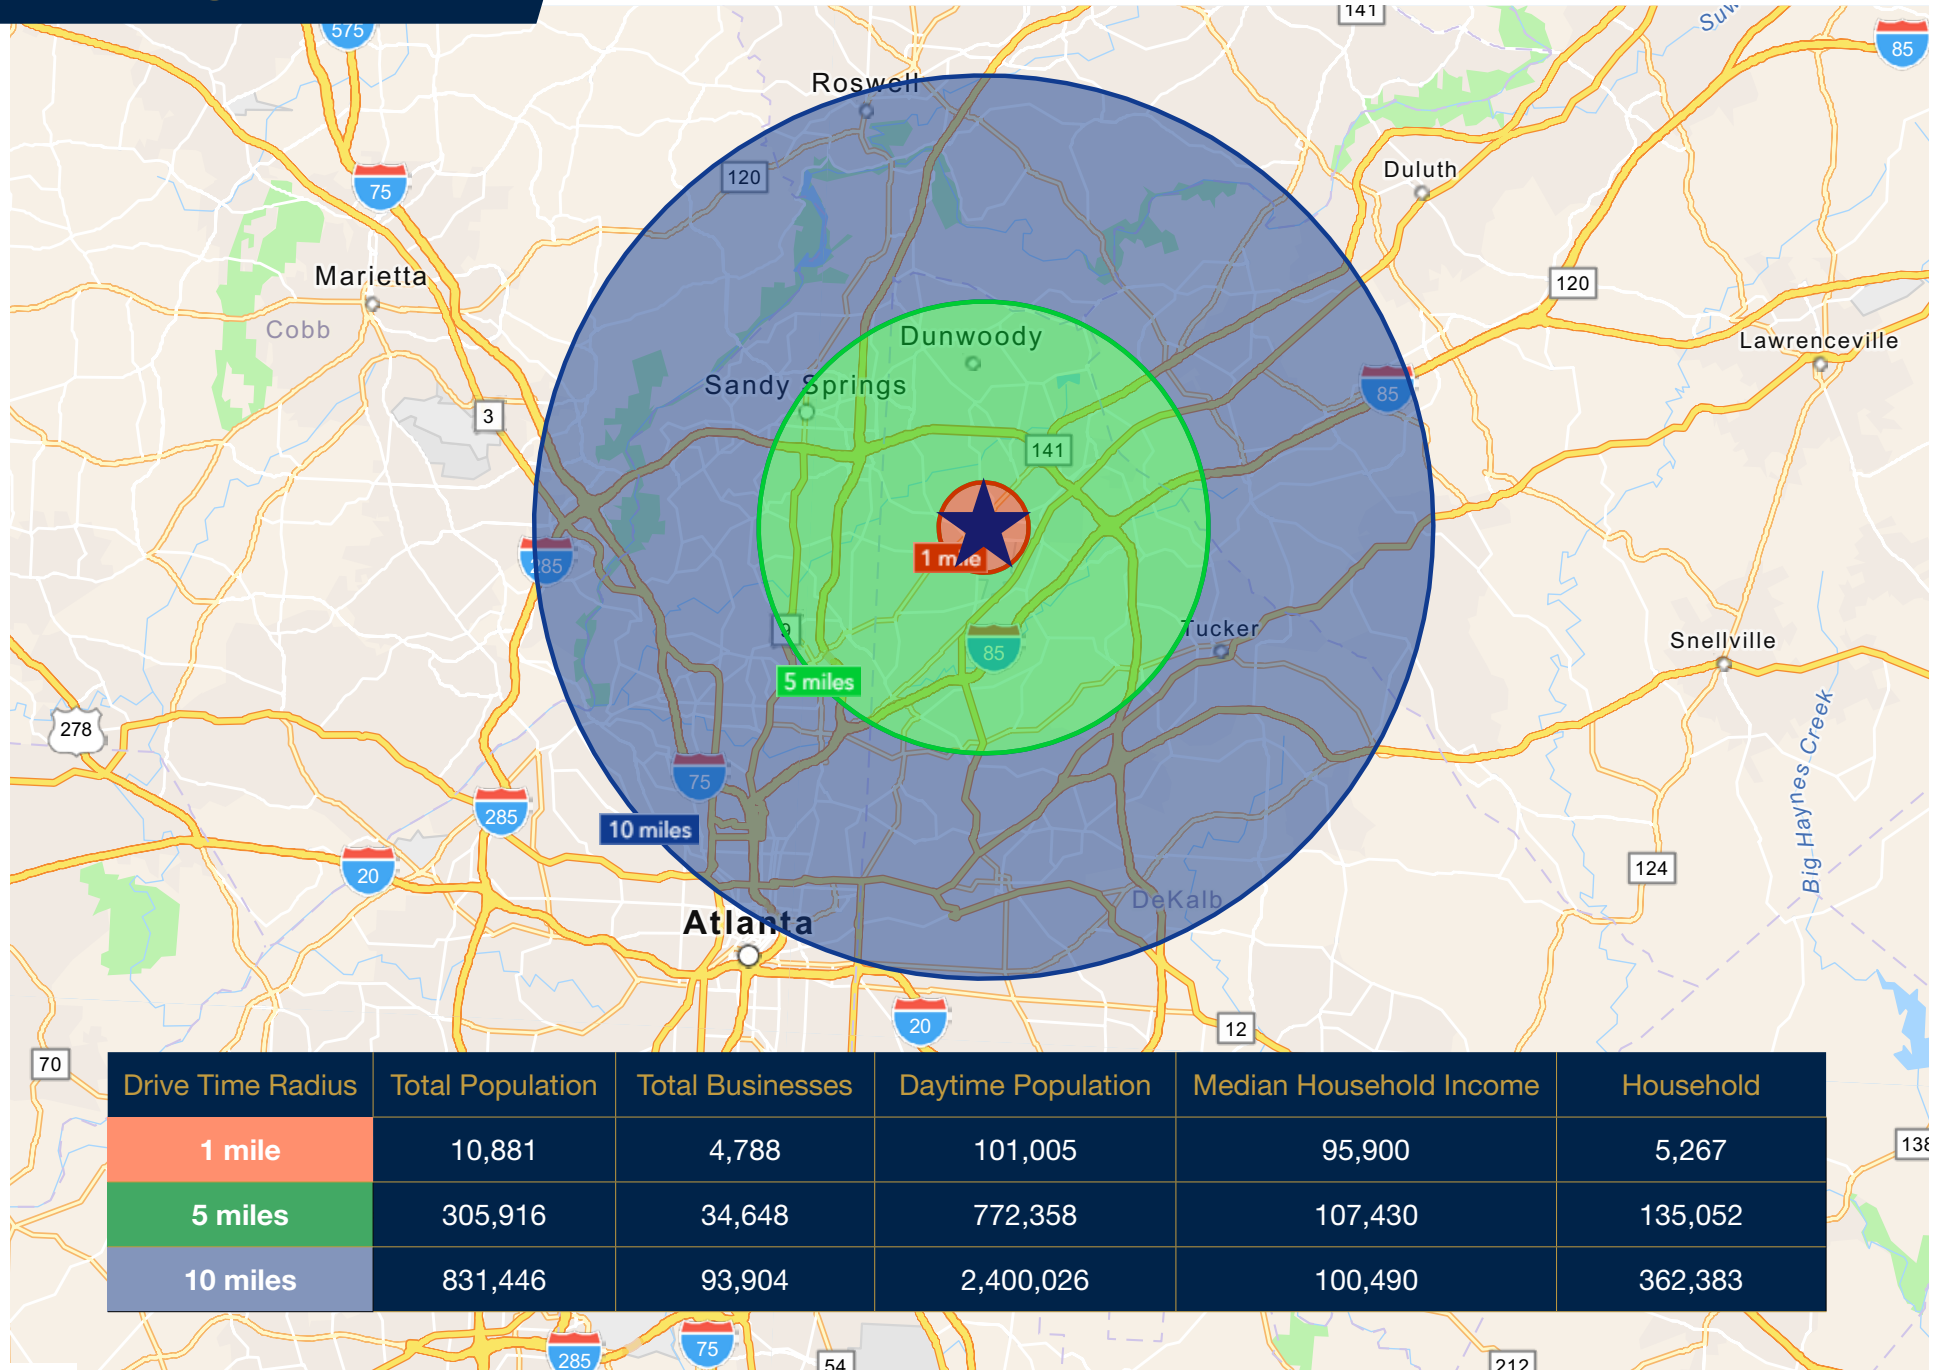 575
141
85
Roswell
120
Duluth
75
Marietta
120
Cobb
Dunwoody
Lawrenceville
Sandy Springs
85
3
141
285
1 mile
9
Tucker
Snellville
85
5 miles
278
Big Haynes Creek
75
285
10 miles
20
124
DeKalb
Atlanta
20
12
70
Drive Time Radius Total Population Total Businesses Daytime Population Median Household Income Household
1 mile 10,881 4,788 101,005 95,900 5,267
138
5 miles 305,916 34,648 772,358 107,430 135,052
10 miles 831,446 93,904 2,400,026 100,490 362,383
75
285
54
212